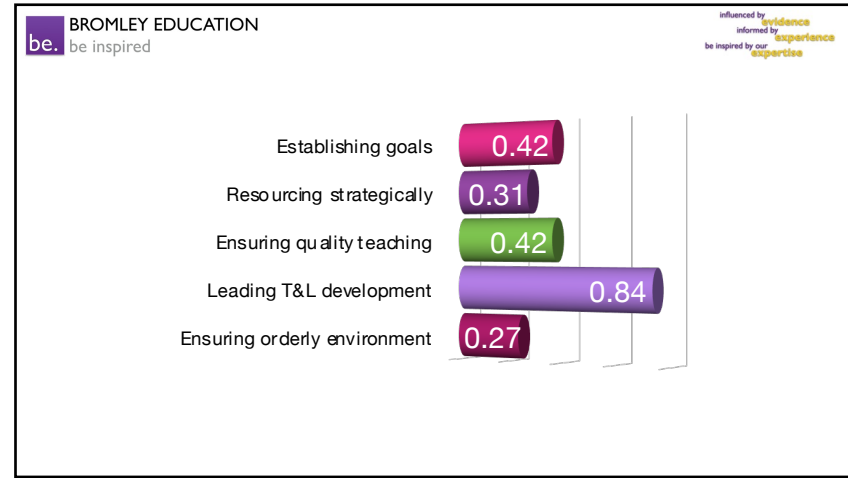 be.
BROMLEY EDUCATION
be inspired
influenced by
evidence
informed by
experience
be inspired by our
expertise
Establishing goals
0.42
Resourcing strategically
0.31
Ensuring quality teaching
0.42
Leading T&L development
0.84
Ensuring orderly environment
0.27